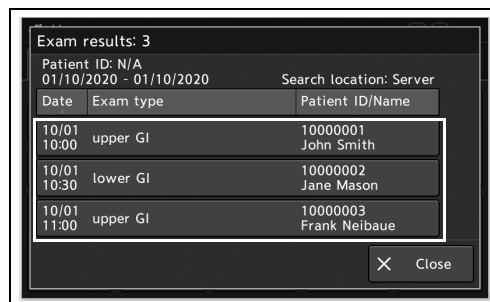 Exam results: 3
Patient ID: N/A
01/10/2020 - 01/10/2020 Search location: Server
Date Exam type Patient ID/Name
10/01 10:00 upper GI 10000001 John Smith
10/01 10:30 lower GI 10000002 Jane Mason
10/01 11:00 upper GI 10000003 Frank Neibaue
× Close